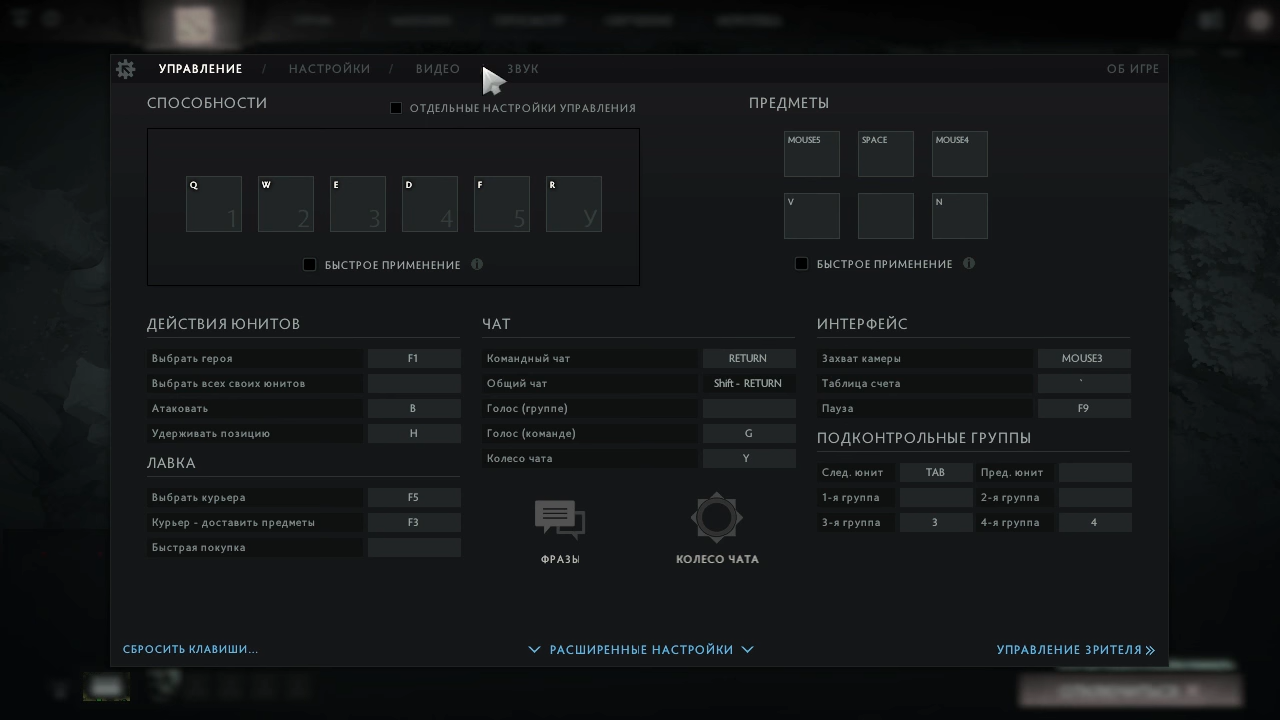 УПРАВЛЕНИЕ / НАСТРОЙКИ / ВИДЕО ЗВУК ОБ ИГРЕ
СПОСОБНОСТИ
ОТДЕЛЬНЫЕ НАСТРОЙКИ УПРАВЛЕНИЯ
ПРЕДМЕТЫ
MOUSE5 SPACE MOUSE4
Q W E D F R
1 2 3 4 5 У
V N
БЫСТРОЕ ПРИМЕНЕНИЕ
БЫСТРОЕ ПРИМЕНЕНИЕ
ДЕЙСТВИЯ ЮНИТОВ
Выбрать героя F1
Выбрать всех своих юнитов
Атаковать B
Удерживать позицию H
ЛАВКА
Выбрать курьера F5
Курьер - доставить предметы F3
Быстрая покупка
ЧАТ
Командный чат RETURN
Общий чат Shift - RETURN
Голос (группе)
Голос (команде) G
Колесо чата Y
ФРАЗЫ
КОЛЕСО ЧАТА
ИНТЕРФЕЙС
Захват камеры MOUSE3
Таблица счета `
Пауза F9
ПОДКОНТРОЛЬНЫЕ ГРУППЫ
След. юнит TAB Пред. юнит
1-я группа 2-я группа
3-я группа 3 4-я группа 4
СБРОСИТЬ КЛАВИШИ...
РАСШИРЕННЫЕ НАСТРОЙКИ
УПРАВЛЕНИЕ ЗРИТЕЛЯ »